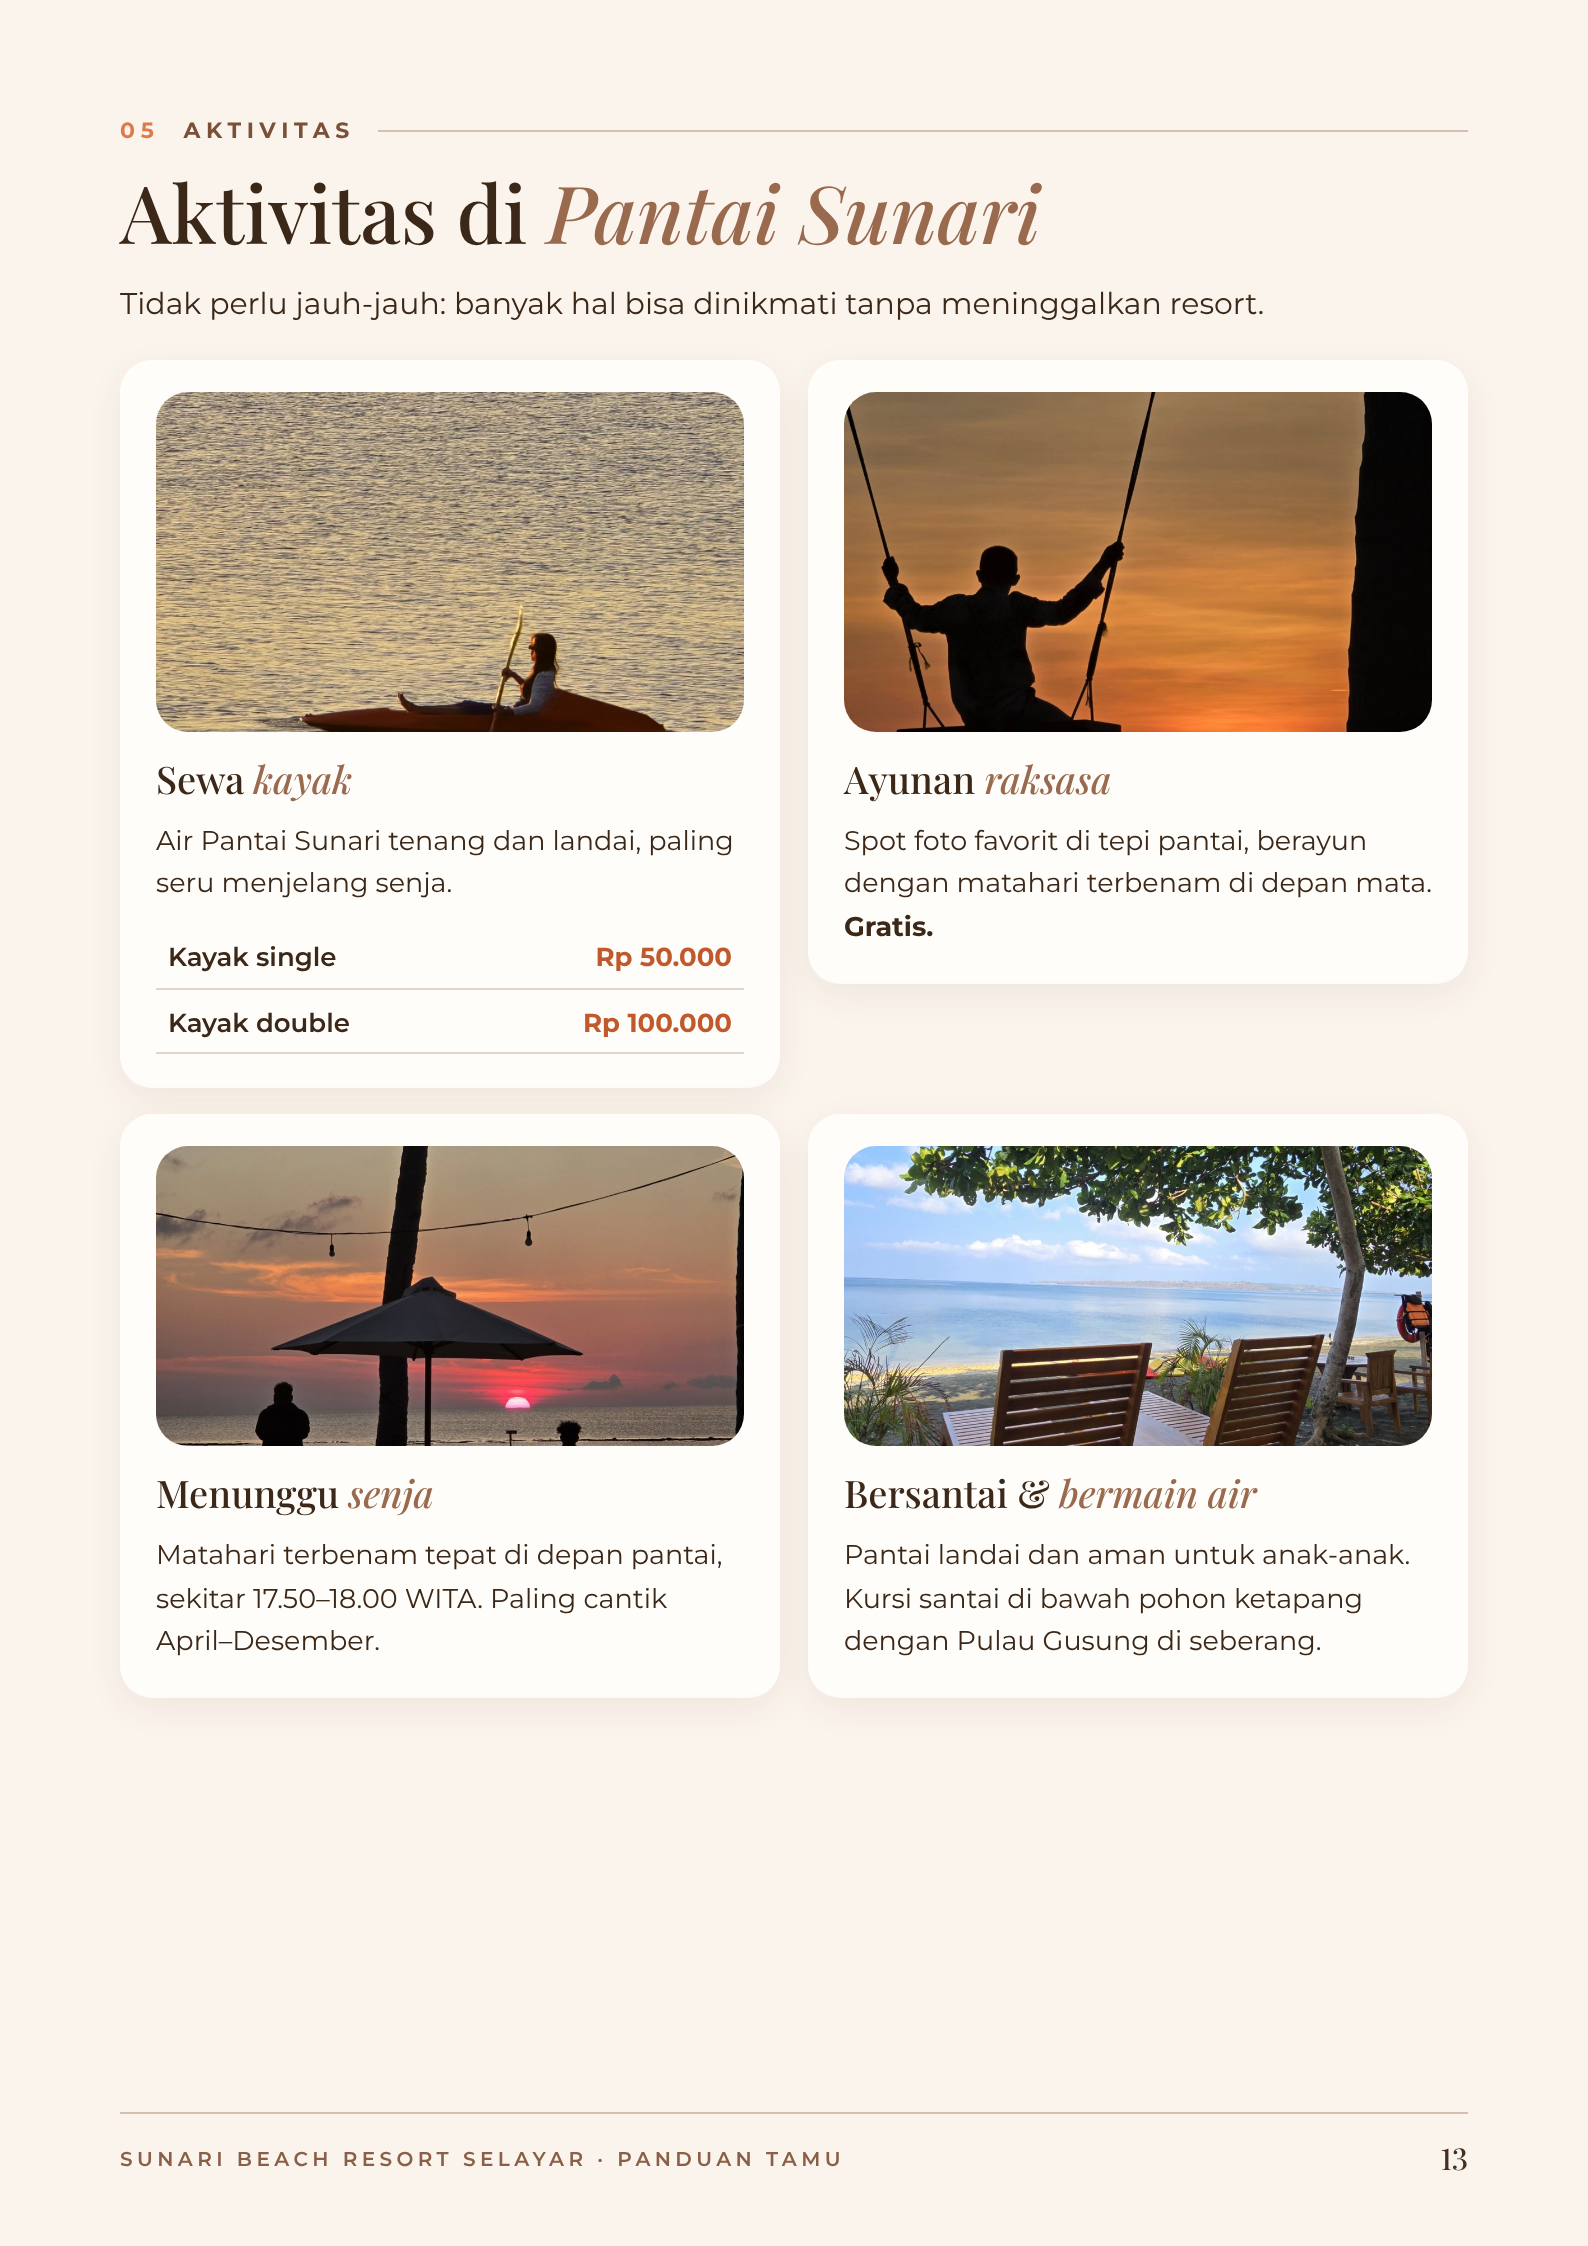 05 AKTIVITAS
Aktivitas di Pantai Sunari
Tidak perlu jauh-jauh: banyak hal bisa dinikmati tanpa meninggalkan resort.
Sewa kayak
Air Pantai Sunari tenang dan landai, paling
seru menjelang senja.
Kayak single Rp 50.000
Kayak double Rp 100.000
Ayunan raksasa
Spot foto favorit di tepi pantai, berayun
dengan matahari terbenam di depan mata.
Gratis.
Menunggu senja
Matahari terbenam tepat di depan pantai,
sekitar 17.50–18.00 WITA. Paling cantik
April–Desember.
Bersantai & bermain air
Pantai landai dan aman untuk anak-anak.
Kursi santai di bawah pohon ketapang
dengan Pulau Gusung di seberang.
SUNARI BEACH RESORT SELAYAR · PANDUAN TAMU 13